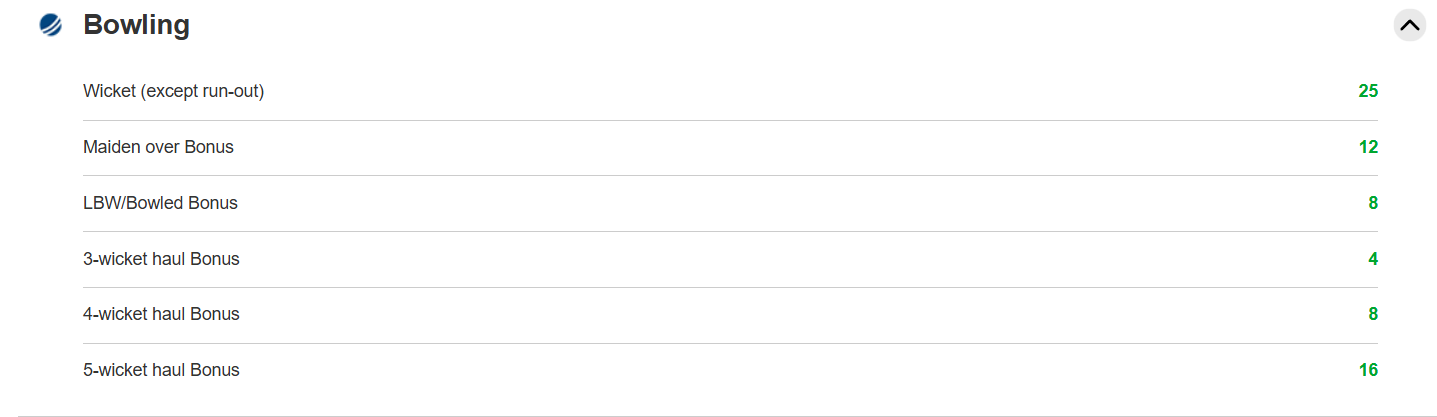 Bowling
Wicket (except run-out) 25
Maiden over Bonus 12
LBW/Bowled Bonus 8
3-wicket haul Bonus 4
4-wicket haul Bonus 8
5-wicket haul Bonus 16